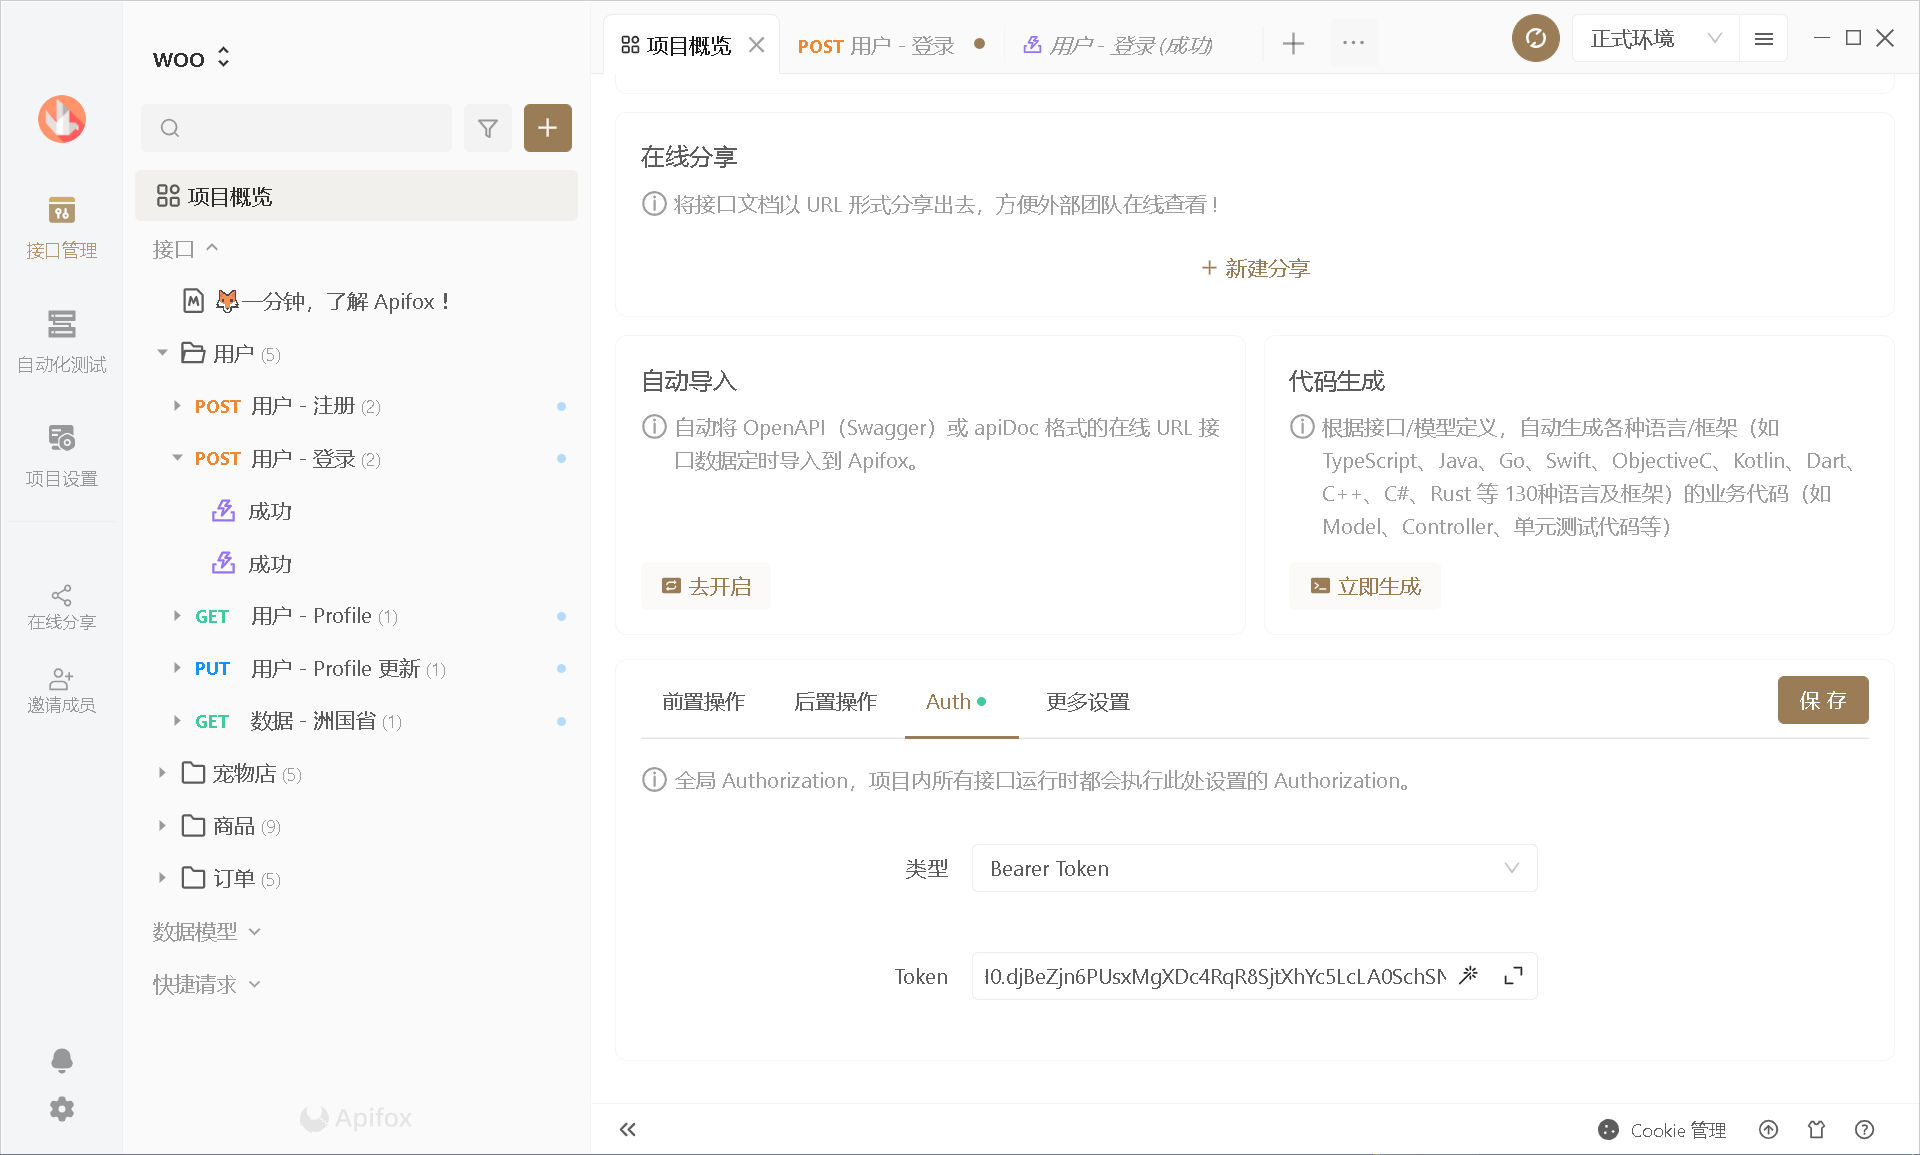 WOO
项目概览
POST 用户 - 登录
用户 - 登录 (成功)
正式环境
接口管理
自动化测试
项目设置
在线分享
邀请成员
项目概览
接口
一分钟，了解 Apifox！
用户 (5)
POST 用户 - 注册 (2)
POST 用户 - 登录 (2)
成功
成功
GET 用户 - Profile (1)
PUT 用户 - Profile 更新 (1)
GET 数据 - 洲国省 (1)
宠物店 (5)
商品 (9)
订单 (5)
数据模型
快捷请求
Apifox
在线分享
将接口文档以 URL 形式分享出去，方便外部团队在线查看！
+ 新建分享
自动导入
自动将 OpenAPI（Swagger）或 apiDoc 格式的在线 URL 接
口数据定时导入到 Apifox。
去开启
代码生成
根据接口/模型定义，自动生成各种语言/框架（如
TypeScript、Java、Go、Swift、ObjectiveC、Kotlin、Dart、
C++、C#、Rust 等 130种语言及框架）的业务代码（如
Model、Controller、单元测试代码等）
立即生成
前置操作 后置操作 Auth 更多设置
保存
全局 Authorization，项目内所有接口运行时都会执行此处设置的 Authorization。
类型 Bearer Token
Token I0.djBeZjn6PUsxMgXDc4RqR8SjtXhYc5LcLA0SchSN
Cookie 管理